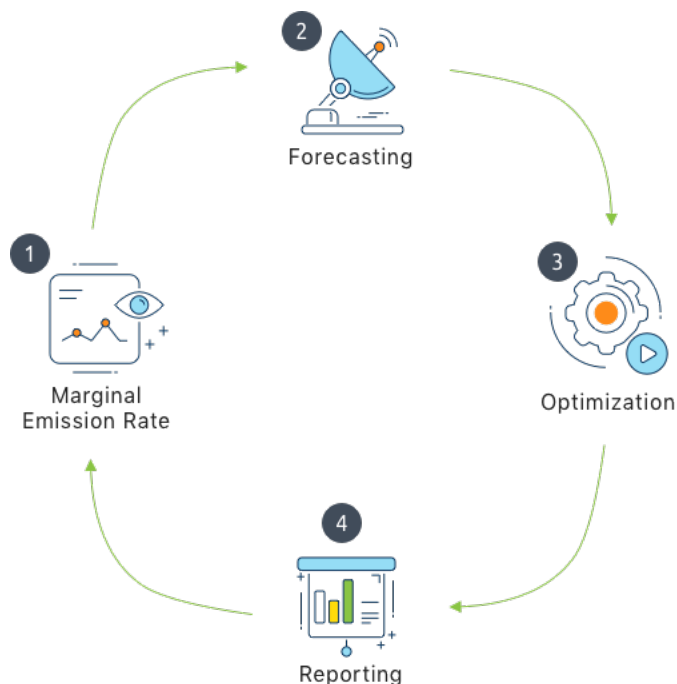 1
Marginal
Emission Rate
2
Forecasting
3
Optimization
4
Reporting